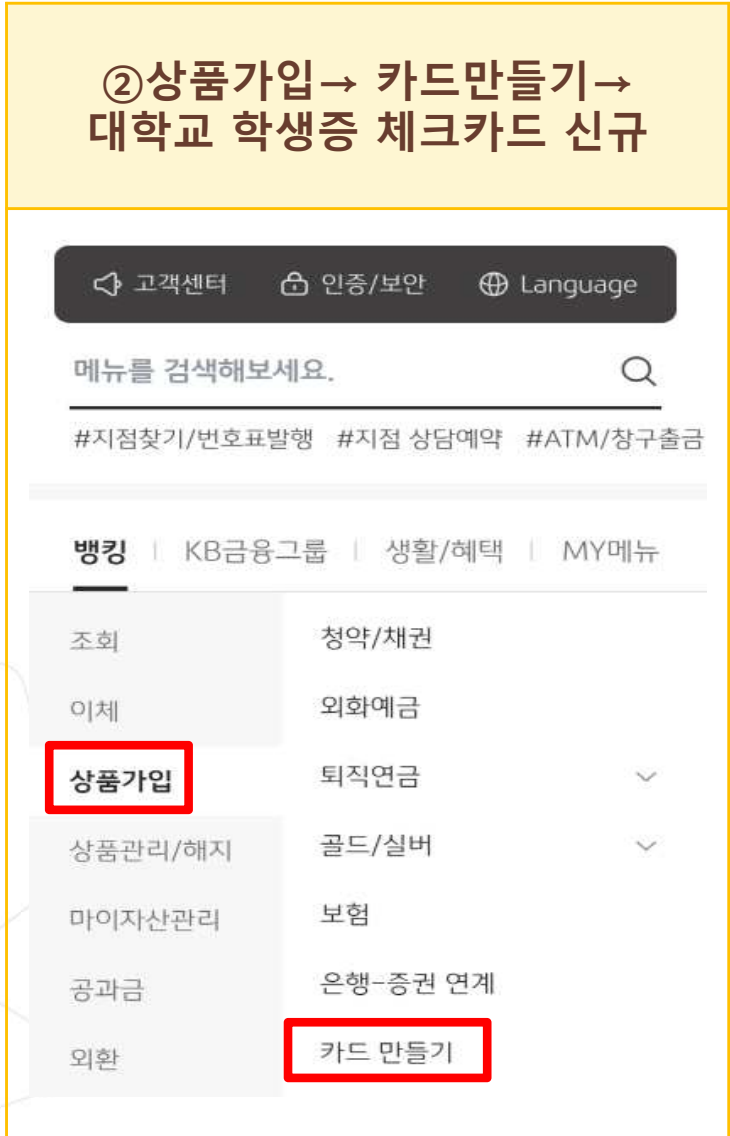 ②상품가입→ 카드만들기→
대학교 학생증 체크카드 신규
고객센터 인증/보안 Language
메뉴를 검색해보세요.
#지점찾기/번호표발행 #지점 상담예약 #ATM/창구출금
뱅킹 KB금융그룹 생활/혜택 MY메뉴
조회 청약/채권
이체 외화예금
상품가입 퇴직연금
상품관리/해지 골드/실버
마이자산관리 보험
공과금 은행-증권 연계
외환 카드 만들기